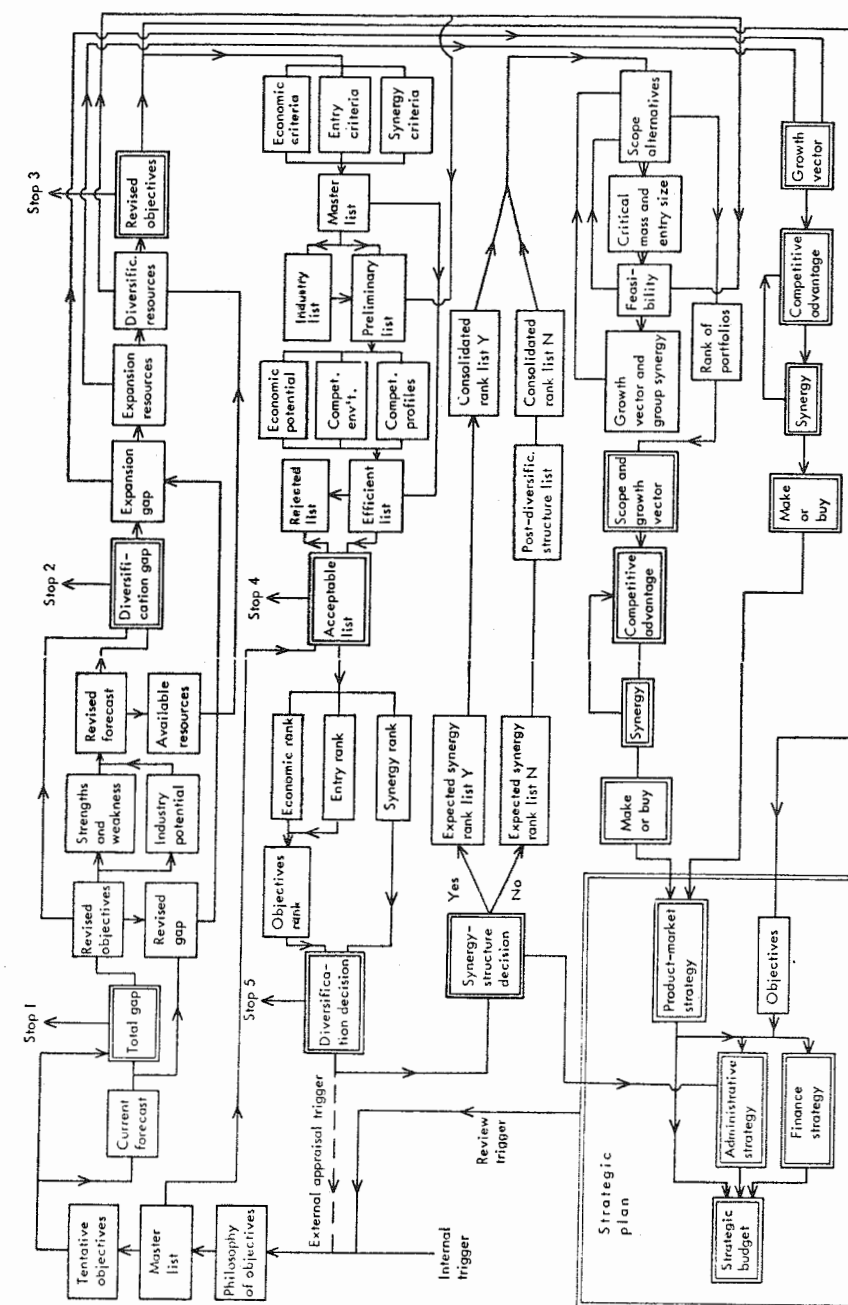 Stop 1
Stop 2
Stop 3
Tentative objectives
Master
list
Philosophy
of objectives
Current
forecast
Total gap
Revised
objectives
Revised
gap
Strengths
and
weakness
Industry
potential
Revised
forecast
Available
resources
Diversifi-
cation gap
Expansion
gap
Expansion
resources
Diversific.
resources
Revised
objectives
Internal
trigger
External appraisal trigger
Review
trigger
Stop 5
Diversifica-
tion decision
Objectives
rank
Economic rank
Entry rank
Synergy rank
Stop 4
Acceptable
list
Rejected
list
Efficient
list
Economic
potential
Compet.
env't.
Compet.
profiles
Industry
list
Preliminary
list
Master
list
Economic
criteria
Entry
criteria
Synergy
criteria
Synergy-
structure
decision
Yes
No
Expected synergy
rank list Y
Expected synergy
rank list N
Post-diversific.
structure list
Consolidated
rank list Y
Consolidated
rank list N
Make
or buy
Synergy
Competitive
advantage
Scope and
growth
vector
Growth
vector and
group synergy
Feasi-
bility
Critical
mass and
entry size
Scope
alternatives
Rank of
portfolios
Make
or
buy
Synergy
Competitive
advantage
Growth
vector
Strategic
plan
Product-market
strategy
Objectives
Administrative
strategy
Finance
strategy
Strategic
budget